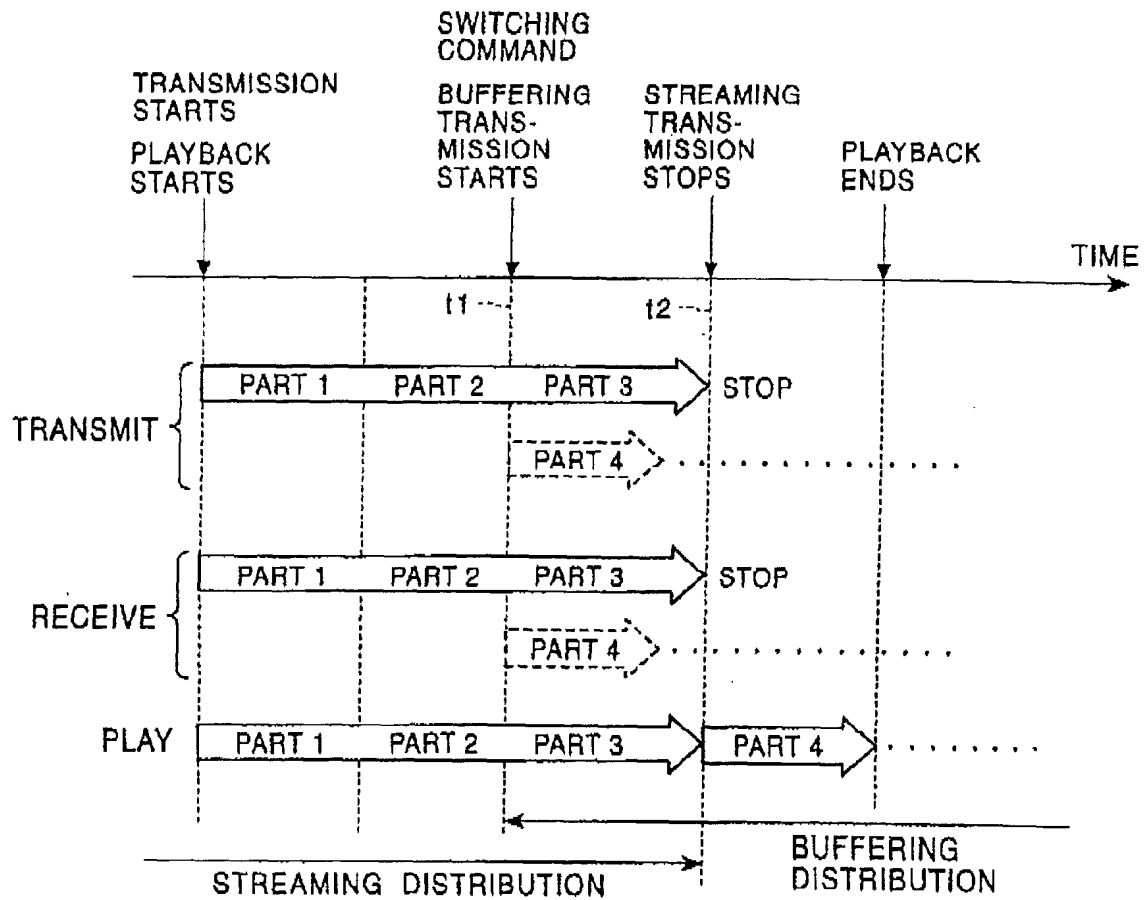 TRANSMISSION
STARTS
PLAYBACK
STARTS
SWITCHING
COMMAND
BUFFERING
TRANS-
MISSION
STARTS
STREAMING
TRANS-
MISSION
STOPS
PLAYBACK
ENDS
TIME
t1
t2
TRANSMIT
PART 1 PART 2 PART 3 STOP
PART 4
RECEIVE
PART 1 PART 2 PART 3 STOP
PART 4
PLAY PART 1 PART 2 PART 3 PART 4
STREAMING DISTRIBUTION
BUFFERING
DISTRIBUTION